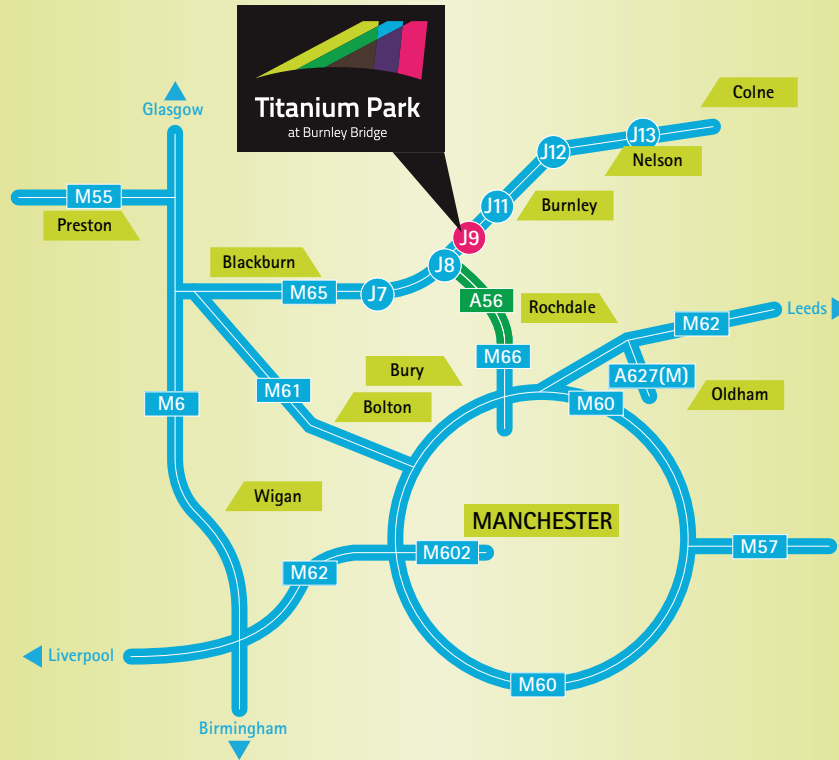 Titanium Park
at Burnley Bridge
Glasgow
Colne
J13
J12
Nelson
M55
Preston
J11
Burnley
J9
Blackburn
J8
M65
J7
A56
Rochdale
Leeds
M62
M66
Bury
A627(M)
M61
Oldham
M6
Bolton
M60
Wigan
MANCHESTER
M602
M57
M62
Liverpool
M60
Birmingham